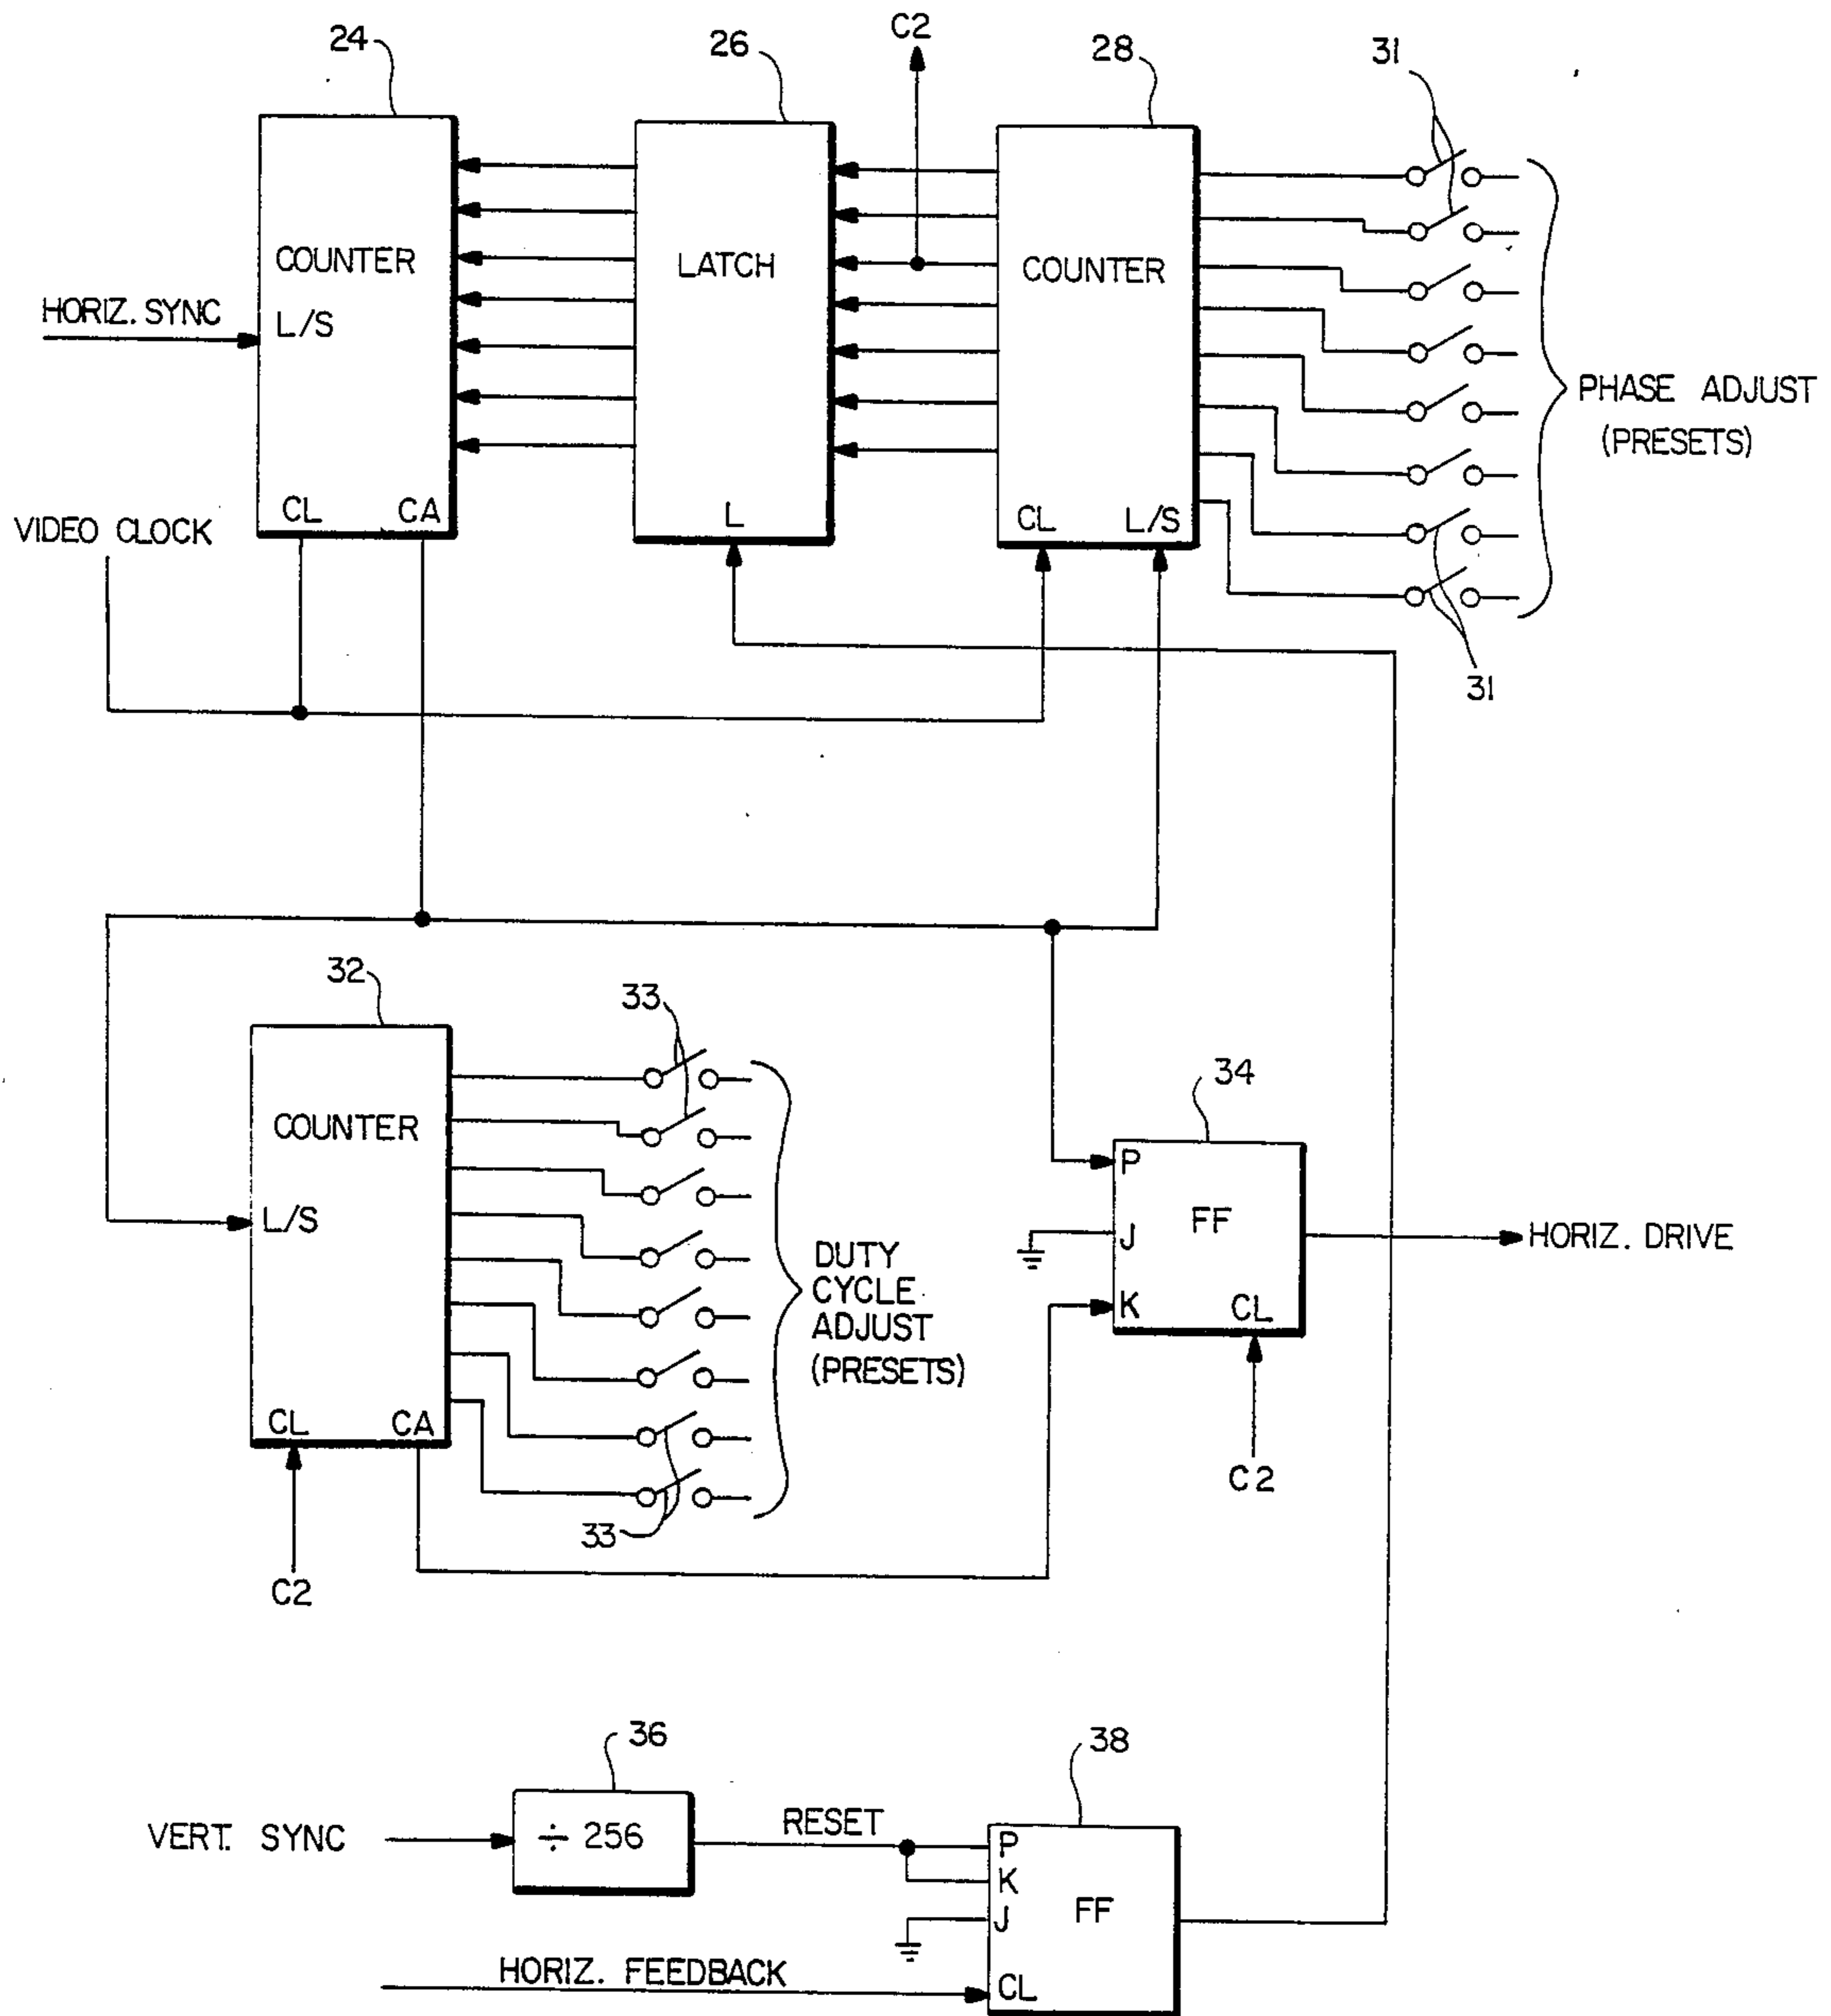 C2
24
26
28
31
COUNTER
LATCH
COUNTER
HORIZ. SYNC
L/S
PHASE ADJUST
(PRESETS)
CL
CA
L
CL
L/S
VIDEO CLOCK
31
32
33
34
COUNTER
P
L/S
FF
J
HORIZ. DRIVE
DUTY
CYCLE
ADJUST
(PRESETS)
K
CL
CL
CA
C2
33
C2
36
38
VERT. SYNC
÷ 256
RESET
P
K
FF
J
HORIZ. FEEDBACK
CL